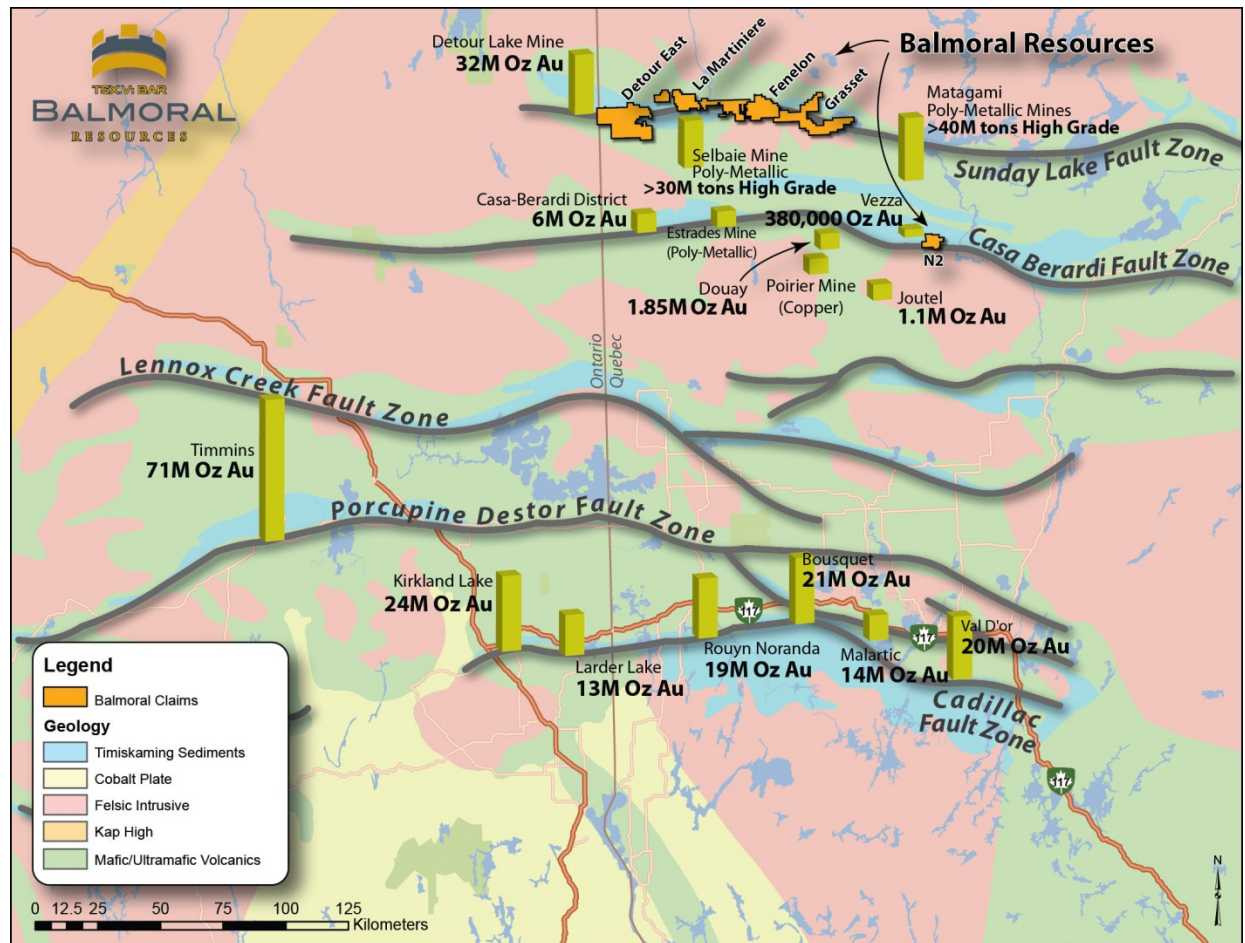 TSX.V: BAR
BALMORAL
RESOURCES
Detour Lake Mine
32M Oz Au
Detour East
La Martiniere
Fenelon
Grasset
Balmoral Resources
Matagami
Poly-Metallic Mines
>40M tons High Grade
Sunday Lake Fault Zone
Selbaie Mine
Poly-Metallic
>30M tons High Grade
Casa-Berardi District
6M Oz Au
Estrades Mine
(Poly-Metallic)
Vezza
380,000 Oz Au
N2
Casa Berardi Fault Zone
Douay
1.85M Oz Au
Poirier Mine
(Copper)
Joutel
1.1M Oz Au
Ontario
Quebec
Lennox Creek Fault Zone
Timmins
71M Oz Au
Porcupine Destor Fault Zone
Kirkland Lake
24M Oz Au
Larder Lake
13M Oz Au
117
Rouyn Noranda
19M Oz Au
Bousquet
21M Oz Au
Malartic
14M Oz Au
117
Val D'or
20M Oz Au
Cadillac
Fault Zone
117
Legend
Balmoral Claims
Geology
Timiskaming Sediments
Cobalt Plate
Felsic Intrusive
Kap High
Mafic/Ultramafic Volcanics
0 12.5 25 50 75 100 125
Kilometers
N